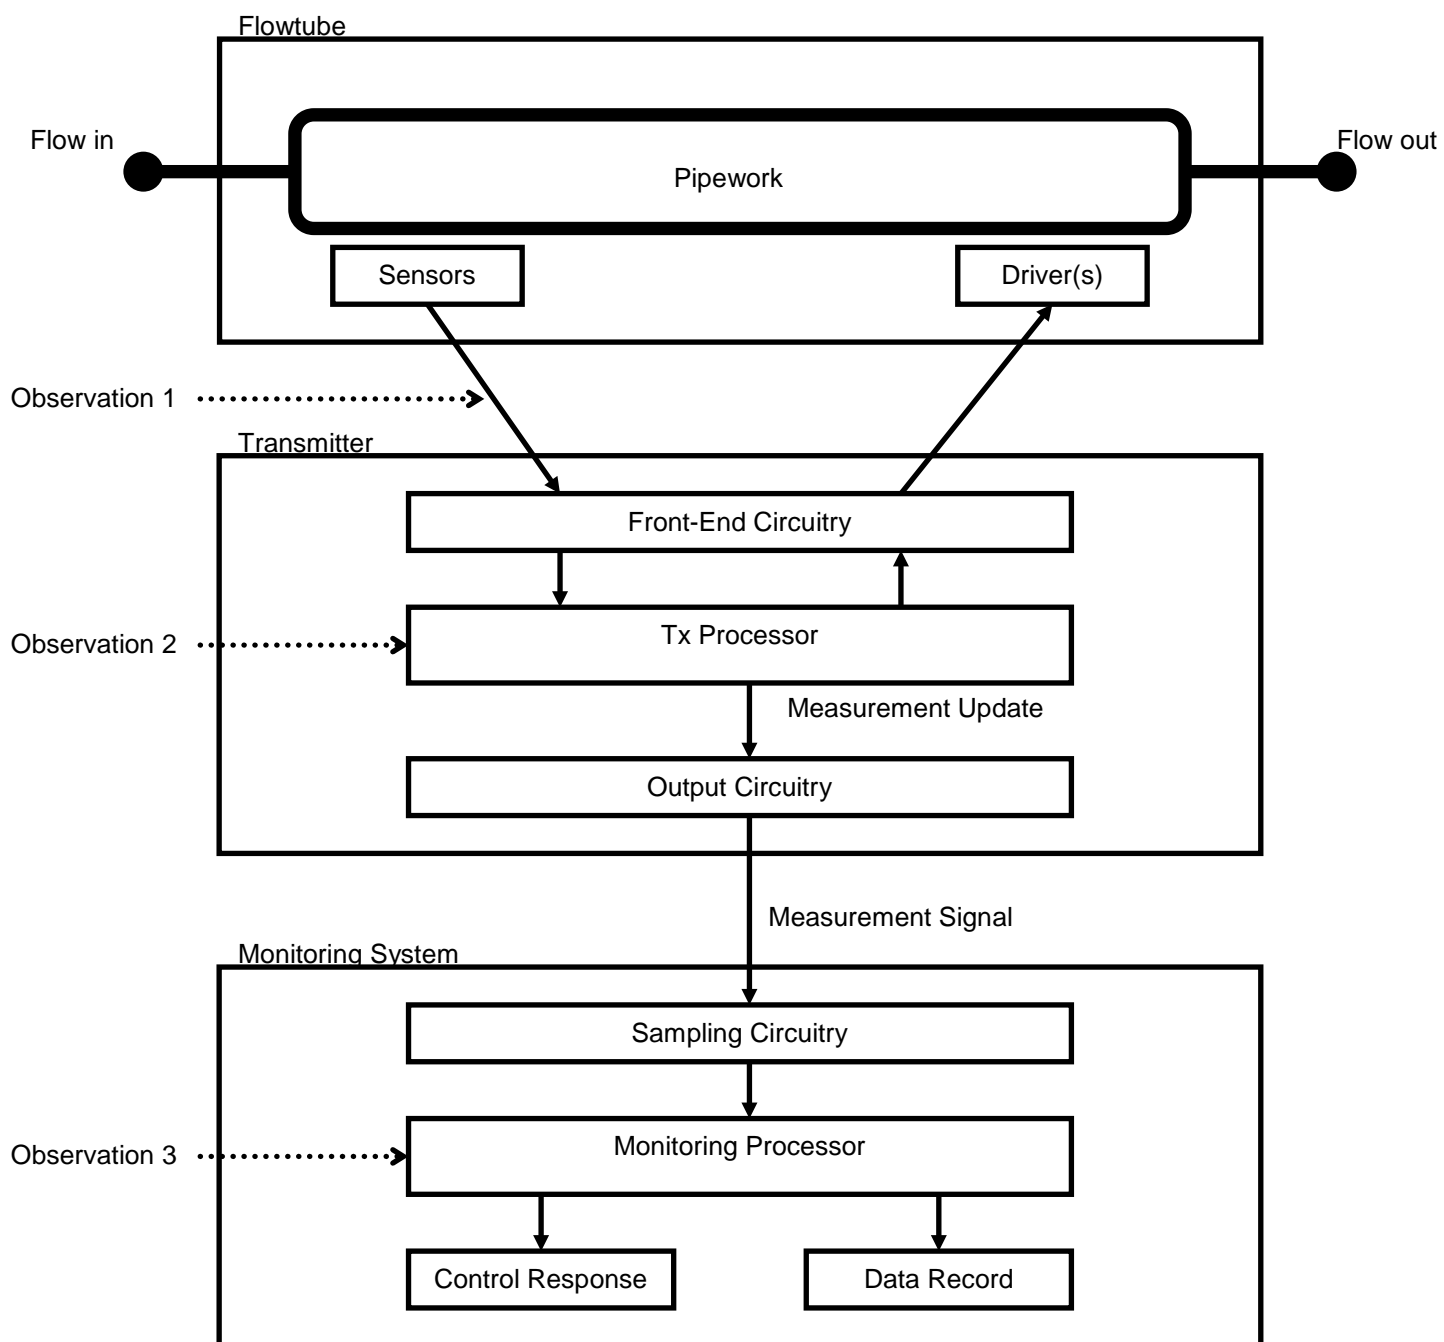 Flowtube
Flow in
Flow out
Pipework
Sensors
Driver(s)
Observation 1
Transmitter
Front-End Circuitry
Observation 2
Tx Processor
Measurement Update
Output Circuitry
Measurement Signal
Monitoring System
Sampling Circuitry
Observation 3
Monitoring Processor
Control Response
Data Record